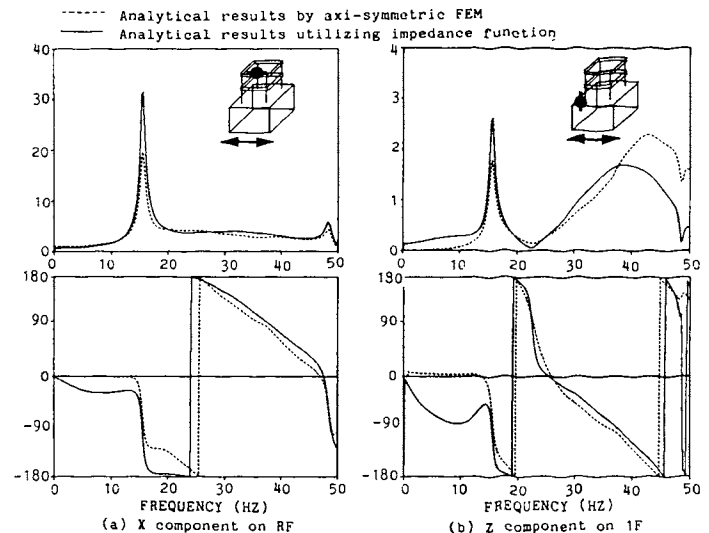 Analytical results by axi-symmetric FEM
Analytical results utilizing impedance function
40
30
20
10
0
4
3
2
1
0
0 10 20 30 40 50
0 10 20 30 40 50
180
90
0
-90
-180
180
90
0
-90
-180
0 10 20 30 40 50
0 10 20 30 40 50
FREQUENCY (HZ)
FREQUENCY (HZ)
(a) X component on RF
(b) Z component on 1F